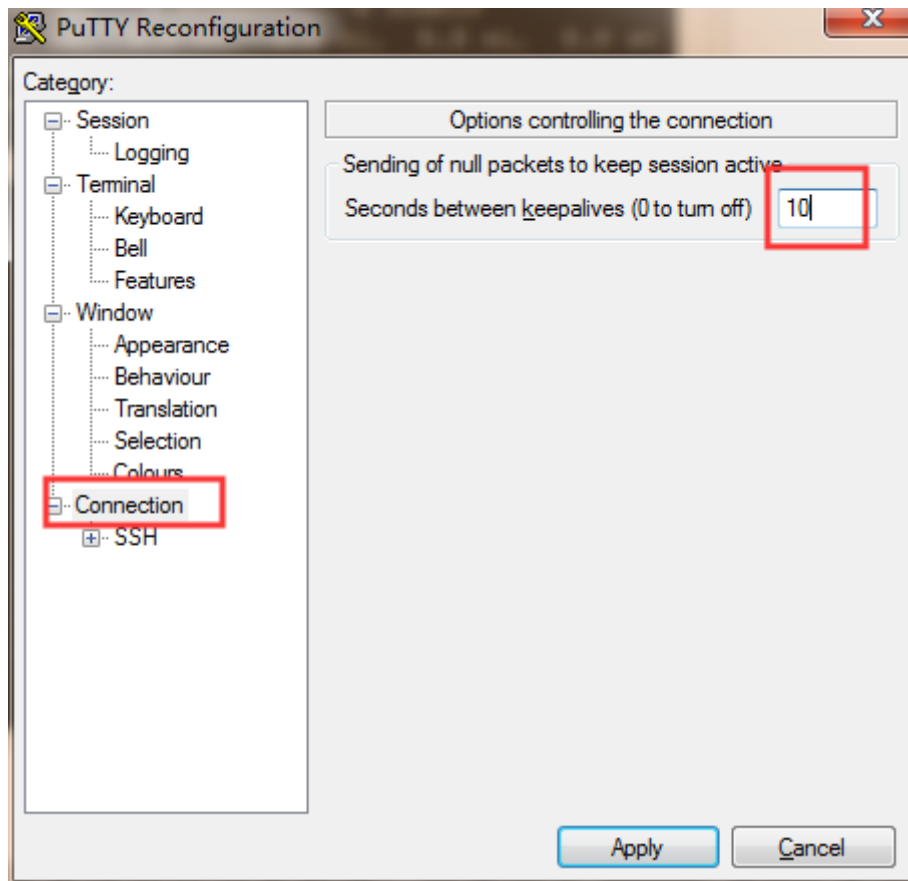 PuTTY Reconfiguration
Category:
Session
Logging
Terminal
Keyboard
Bell
Features
Window
Appearance
Behaviour
Translation
Selection
Colours
Connection
SSH
Options controlling the connection
Sending of null packets to keep session active
Seconds between keepalives (0 to turn off)
10
Apply
Cancel